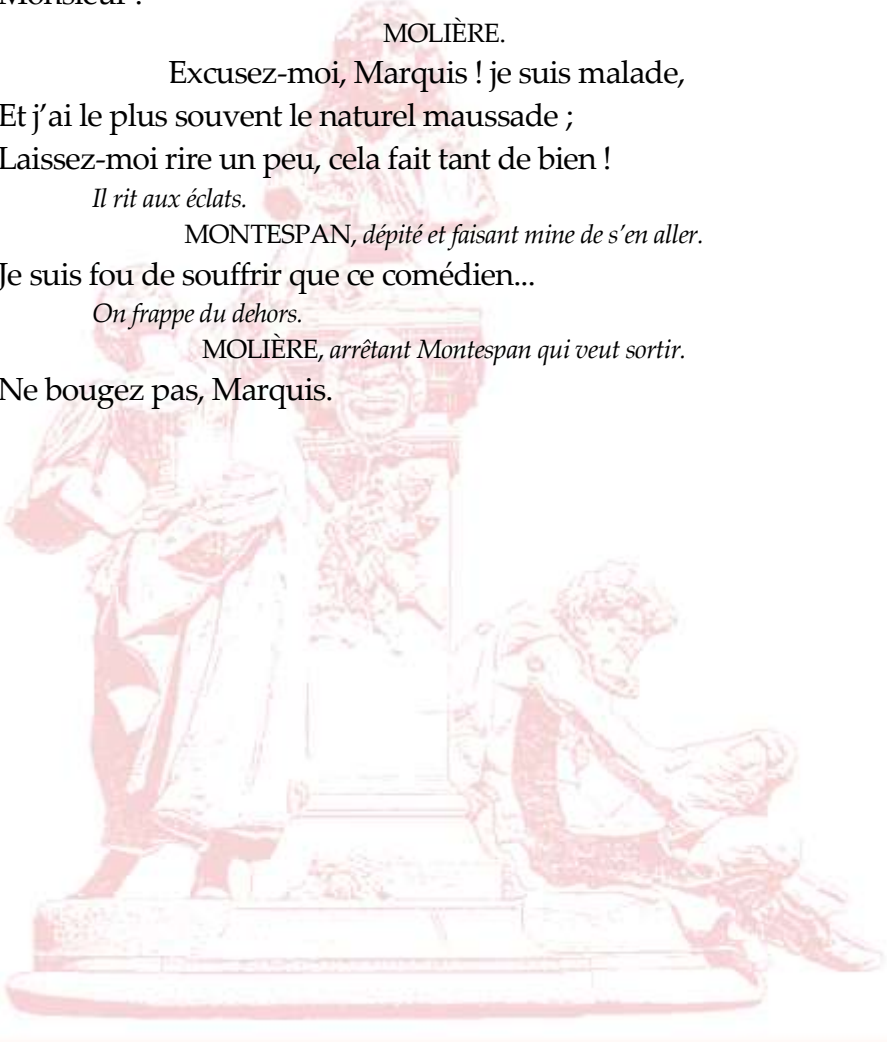 Monsieur !
MOLIÈRE.
Excusez-moi, Marquis ! je suis malade,
Et j’ai le plus souvent le naturel maussade ;
Laissez-moi rire un peu, cela fait tant de bien !
Il rit aux éclats.
MONTESPAN, dépité et faisant mine de s’en aller.
Je suis fou de souffrir que ce comédien...
On frappe du dehors.
MOLIÈRE, arrêtant Montespan qui veut sortir.
Ne bougez pas, Marquis.